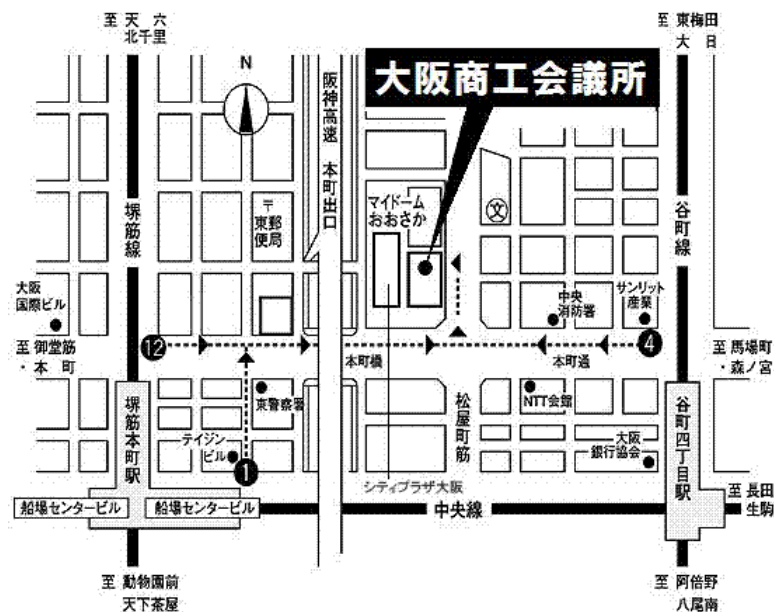 至 天 六
北千里
至 東梅田
大 日
N
阪神高速 本町出口
大阪商工会議所
堺筋線
谷町線
〒
東郵
便局
マイドーム
おおさか
文
大阪
国際ビル
中央
消防署
サンリット
産業
至 御堂筋
・本 町
12
本町橋
本町通
4
至 馬場町
・森ノ宮
東警察署
NTT会館
堺筋本町駅
松屋町筋
谷町四丁目駅
テイジン
ビル
1
大阪
銀行協会
シティプラザ大阪
船場センタービル
船場センタービル
中央線
至 長田
生駒
至 動物園前
天下茶屋
至 阿倍野
八尾南